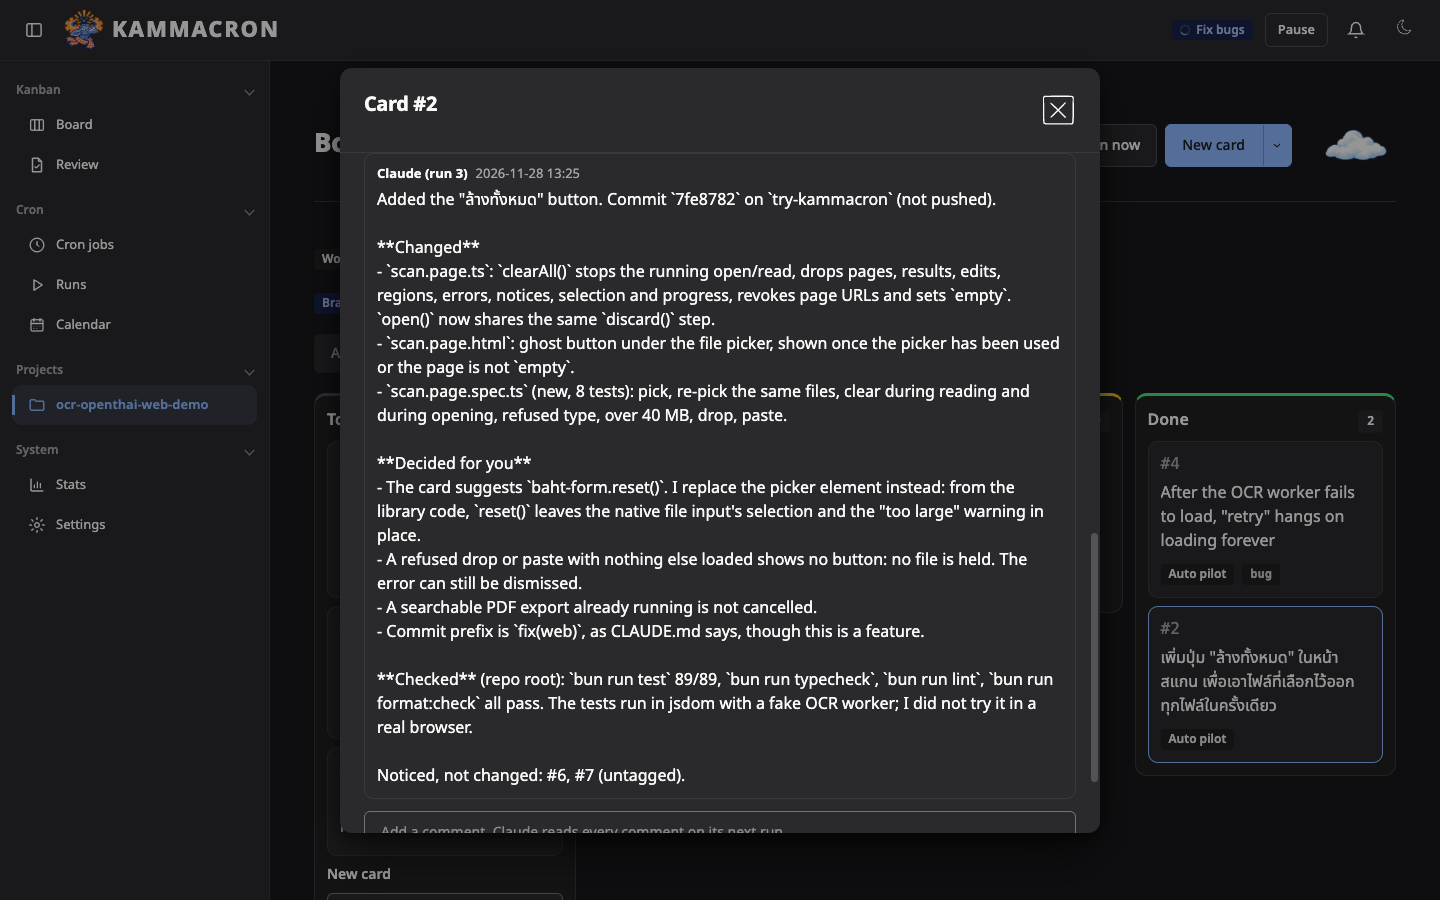 KAMMACRON
Fix bugs
Pause
Kanban
Board
Review
Cron
Cron jobs
Runs
Calendar
Projects
ocr-openthai-web-demo
System
Stats
Settings
n now
New card
Card #2
Claude (run 3) 2026-11-28 13:25
Added the "ล้างทั้งหมด" button. Commit `7fe8782` on `try-kammacron` (not pushed).
**Changed**
- `scan.page.ts`: `clearAll()` stops the running open/read, drops pages, results, edits,
regions, errors, notices, selection and progress, revokes page URLs and sets `empty`.
`open()` now shares the same `discard()` step.
- `scan.page.html`: ghost button under the file picker, shown once the picker has been used
or the page is not `empty`.
- `scan.page.spec.ts` (new, 8 tests): pick, re-pick the same files, clear during reading and
during opening, refused type, over 40 MB, drop, paste.
**Decided for you**
- The card suggests `baht-form.reset()`. I replace the picker element instead: from the
library code, `reset()` leaves the native file input's selection and the "too large" warning in
place.
- A refused drop or paste with nothing else loaded shows no button: no file is held. The
error can still be dismissed.
- A searchable PDF export already running is not cancelled.
- Commit prefix is `fix(web)`, as CLAUDE.md says, though this is a feature.
**Checked** (repo root): `bun run test` 89/89, `bun run typecheck`, `bun run lint`, `bun run
format:check` all pass. The tests run in jsdom with a fake OCR worker; I did not try it in a
real browser.
Noticed, not changed: #6, #7 (untagged).
Add a comment. Claude reads every comment on its next run
New card
Done
2
#4
After the OCR worker fails
to load, "retry" hangs on
loading forever
Auto pilot
bug
#2
เพิ่มปุ่ม "ล้างทั้งหมด" ในหน้า
สแกน เพื่อเอาไฟล์ที่เลือกไว้ออก
ทุกไฟล์ในครั้งเดียว
Auto pilot